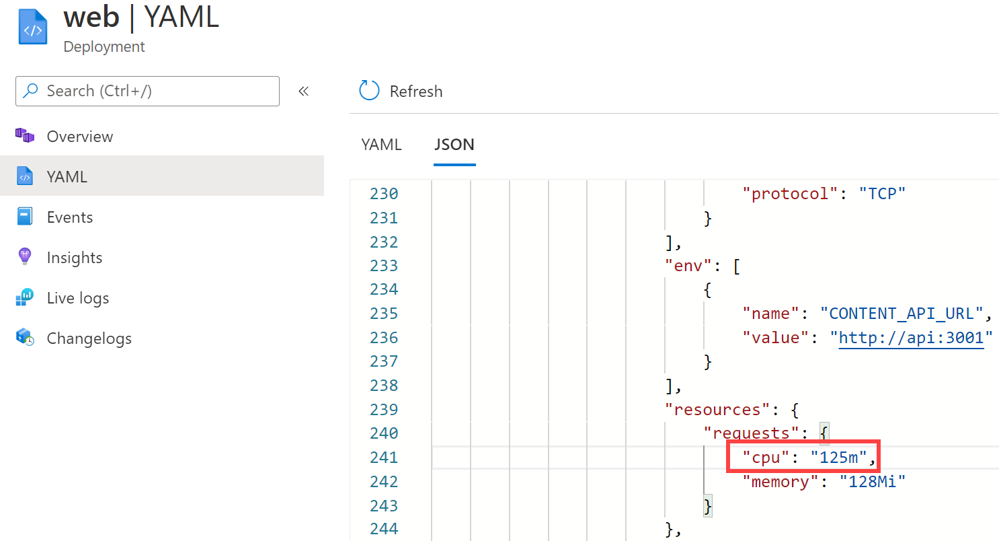 web | YAML
Deployment
Search (Ctrl+/)
«
Refresh
Overview
YAML
Events
Insights
Live logs
Changelogs
YAML JSON
230 "protocol": "TCP"
231 }
232 ],
233 "env": [
234 {
235 "name": "CONTENT_API_URL",
236 "value": "http://api:3001"
237 }
238 ],
239 "resources": {
240 "requests": {
241 "cpu": "125m",
242 "memory": "128Mi"
243 }
244 },